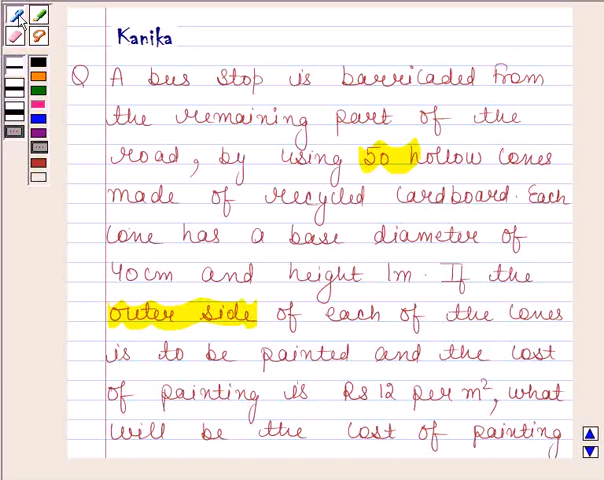 Kanika
Q A bus stop is barricaded from
the remaining part of the
road, by using 50 hollow cones
made of recycled cardboard. Each
cone has a base diameter of
40cm and height 1m. If the
outer side of each of the cones
is to be painted and the cost
of painting is Rs 12 per m², what
will be the cost of painting